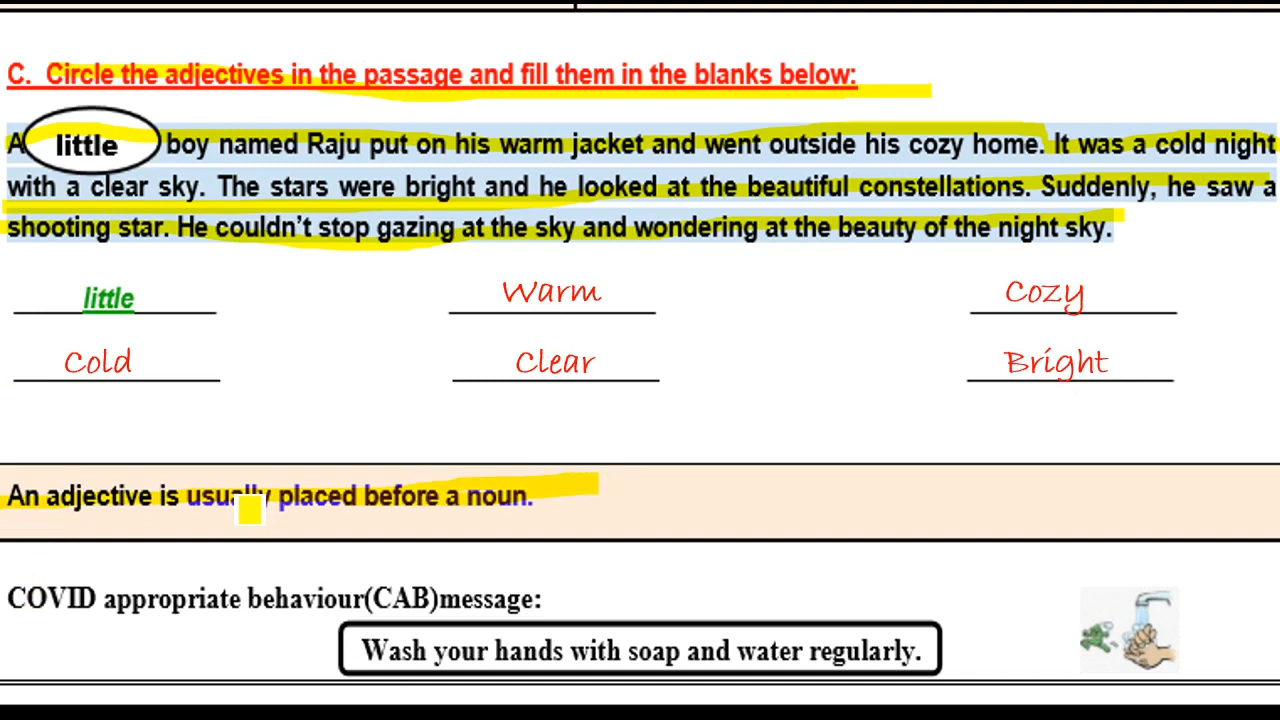 C. Circle the adjectives in the passage and fill them in the blanks below:
A little boy named Raju put on his warm jacket and went outside his cozy home. It was a cold night
with a clear sky. The stars were bright and he looked at the beautiful constellations. Suddenly, he saw a
shooting star. He couldn’t stop gazing at the sky and wondering at the beauty of the night sky.
little Warm Cozy
Cold Clear Bright
An adjective is usually placed before a noun.
COVID appropriate behaviour(CAB)message:
Wash your hands with soap and water regularly.